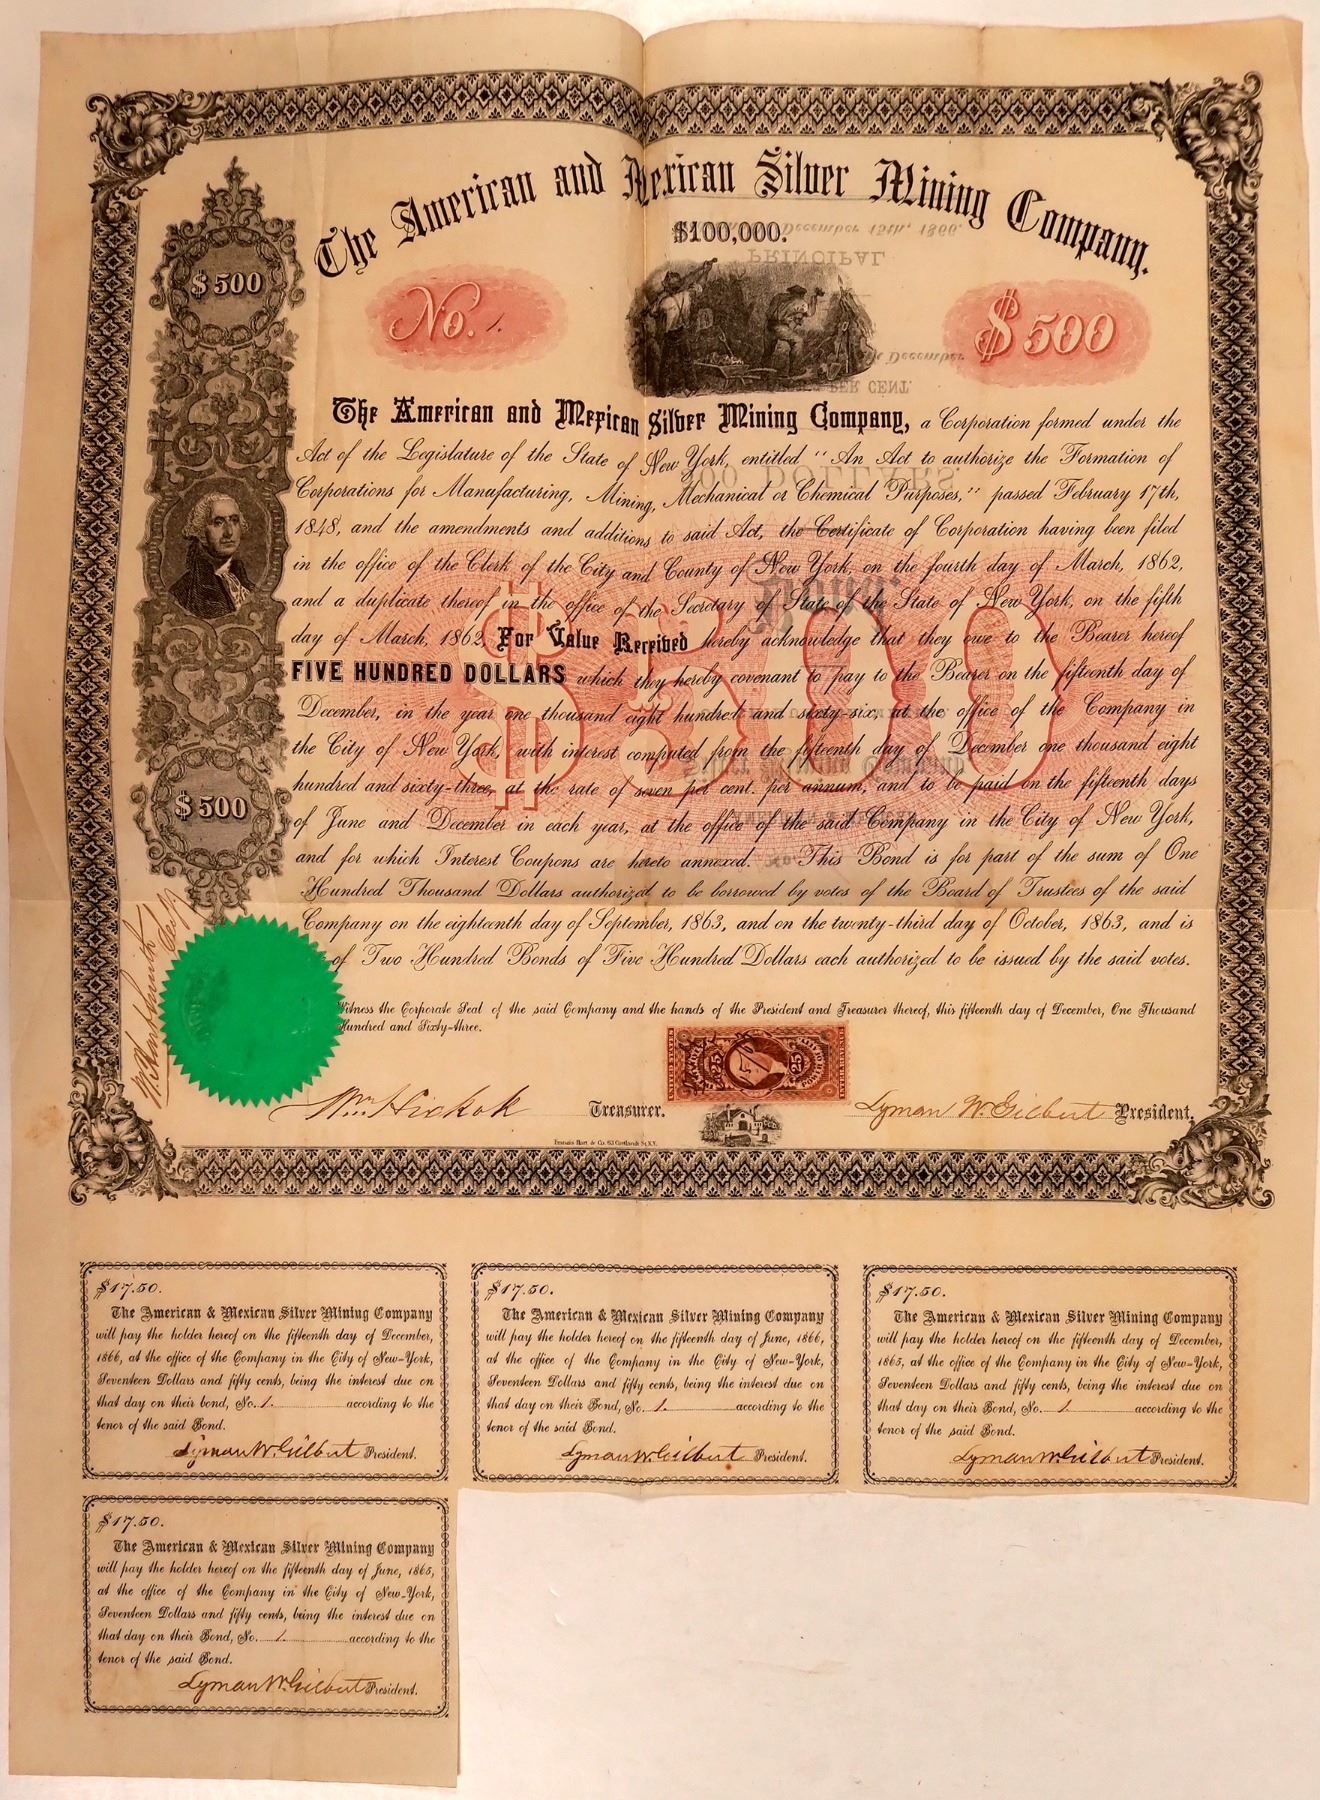 The American and Mexican Silver Mining Company.
$100,000.
$500
No. 1.
$500
The American and Mexican Silver Mining Company, a Corporation formed under the
Act of the Legislature of the State of New York, entitled "An Act to authorize the Formation of
Corporations for Manufacturing, Mining, Mechanical or Chemical Purposes," passed February 17th,
1848, and the amendments and additions to said Act, the Certificate of Corporation having been filed
in the office of the Clerk of the City and County of New York, on the fourth day of March, 1862,
and a duplicate thereof in the office of the Secretary of State of the State of New York, on the fifth
day of March, 1862, For Value Received hereby acknowledge that they owe to the Bearer hereof
FIVE HUNDRED DOLLARS which they hereby covenant to pay to the Bearer on the fifteenth day of
December, in the year one thousand eight hundred and sixty-six, at the office of the Company in
the City of New York, with interest computed from the fifteenth day of December one thousand eight
hundred and sixty-three, at the rate of seven per cent. per annum, and to be paid on the fifteenth days
of June and December in each year, at the office of the said Company in the City of New York,
and for which Interest Coupons are hereto annexed. This Bond is for part of the sum of One
Hundred Thousand Dollars authorized to be borrowed by votes of the Board of Trustees of the said
Company on the eighteenth day of September, 1863, and on the twenty-third day of October, 1863, and is
of Two Hundred Bonds of Five Hundred Dollars each authorized to be issued by the said votes.
$500
$500
Witness the Corporate Seal of the said Company and the hands of the President and Treasurer thereof, this fifteenth day of December, One Thousand
Hundred and Sixty-three.
25
25
Wm Hickok Treasurer.
Lyman W. Gilbert President.
Francis Hart & Co. 63 Cortlandt St. N.Y.
$17.50.
The American & Mexican Silver Mining Company
will pay the holder hereof on the fifteenth day of December,
1866, at the office of the Company in the City of New-York,
Seventeen Dollars and fifty cents, being the interest due on
that day on their bond, No. 1. according to the
tenor of the said Bond.
Lyman W. Gilbert President.
$17.50.
The American & Mexican Silver Mining Company
will pay the holder hereof on the fifteenth day of June, 1866,
at the office of the Company in the City of New-York,
Seventeen Dollars and fifty cents, being the interest due on
that day on their Bond, No. 1. according to the
tenor of the said Bond.
Lyman W. Gilbert President.
$17.50.
The American & Mexican Silver Mining Company
will pay the holder hereof on the fifteenth day of December,
1865, at the office of the Company in the City of New-York,
Seventeen Dollars and fifty cents, being the interest due on
that day on their Bond, No. 1. according to the
tenor of the said Bond.
Lyman W. Gilbert President.
$17.50.
The American & Mexican Silver Mining Company
will pay the holder hereof on the fifteenth day of June, 1865,
at the office of the Company in the City of New-York,
Seventeen Dollars and fifty cents, being the interest due on
that day on their Bond, No. 1. according to the
tenor of the said Bond.
Lyman W. Gilbert President.